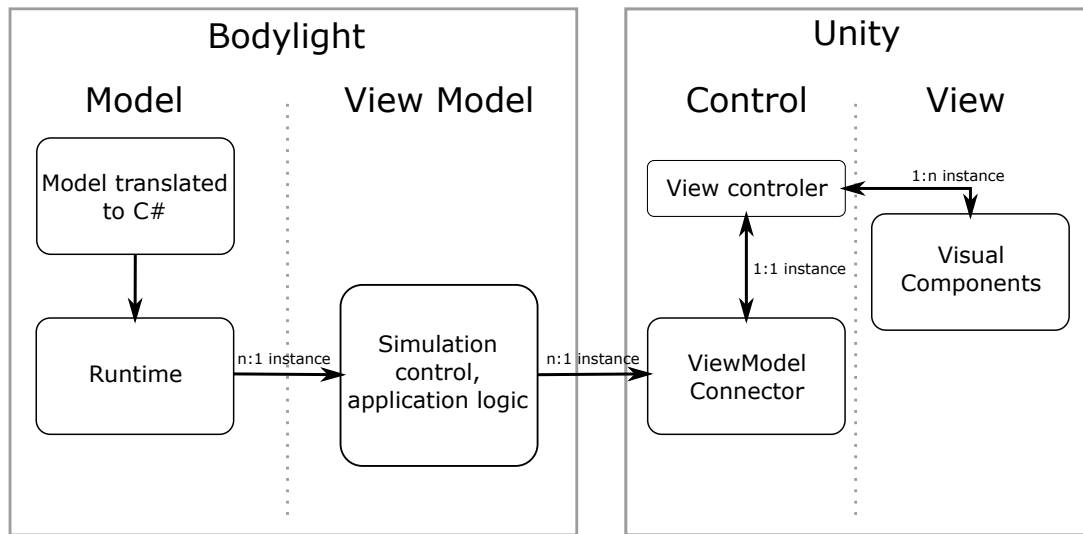 Bodylight
Unity
Model
View Model
Control
View
Model translated
to C#
View controler
1:n instance
Visual
Components
1:1 instance
Runtime
n:1 instance
Simulation
control,
application logic
n:1 instance
ViewModel
Connector